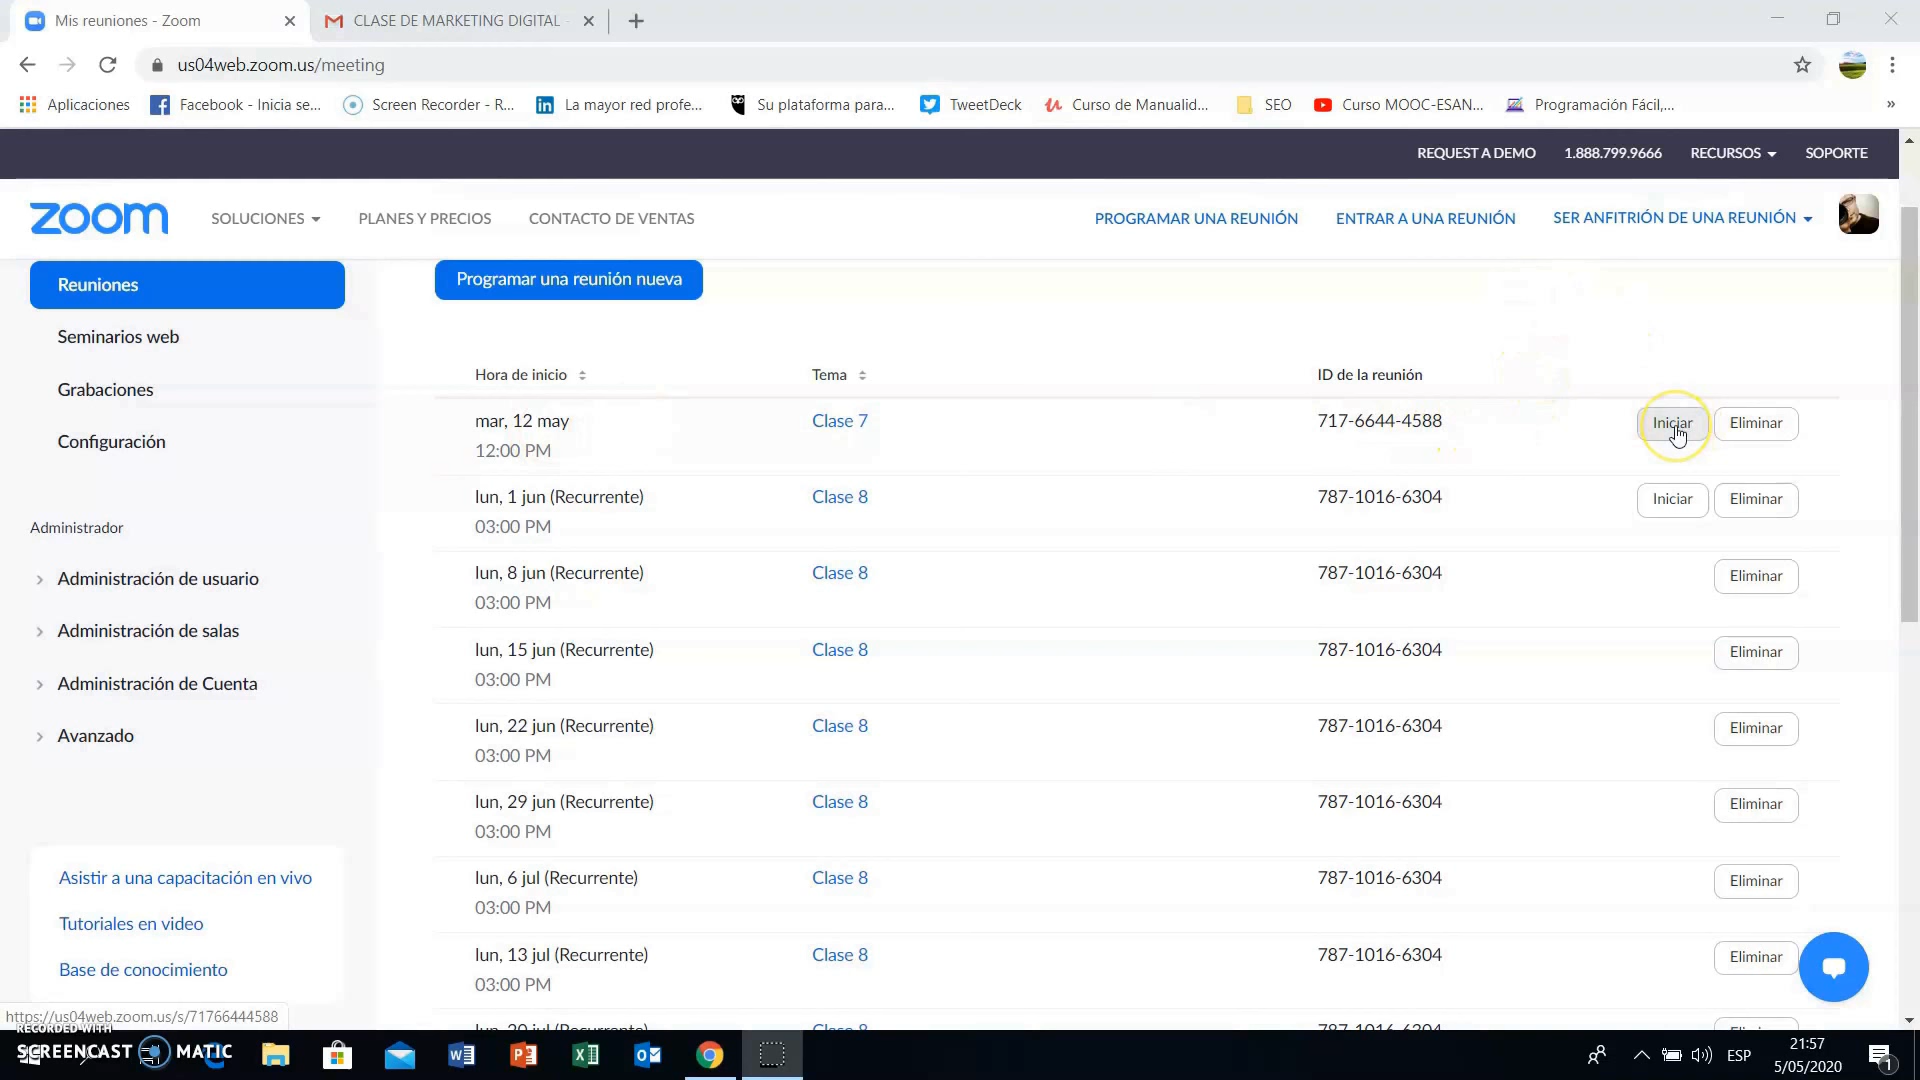 Mis reuniones - Zoom
CLASE DE MARKETING DIGITAL -
us04web.zoom.us/meeting
Aplicaciones
Facebook - Inicia se...
Screen Recorder - R...
La mayor red profe...
Su plataforma para...
TweetDeck
Curso de Manualid...
SEO
Curso MOOC-ESAN...
Programación Fácil,...
»
REQUEST A DEMO
1.888.799.9666
RECURSOS
SOPORTE
zoom
SOLUCIONES
PLANES Y PRECIOS
CONTACTO DE VENTAS
PROGRAMAR UNA REUNIÓN
ENTRAR A UNA REUNIÓN
SER ANFITRIÓN DE UNA REUNIÓN
Reuniones
Seminarios web
Grabaciones
Configuración
Administrador
Administración de usuario
Administración de salas
Administración de Cuenta
Avanzado
Asistir a una capacitación en vivo
Tutoriales en video
Base de conocimiento
Programar una reunión nueva
Hora de inicio Tema ID de la reunión
mar, 12 may Clase 7 717-6644-4588 Iniciar Eliminar
12:00 PM
lun, 1 jun (Recurrente) Clase 8 787-1016-6304 Iniciar Eliminar
03:00 PM
lun, 8 jun (Recurrente) Clase 8 787-1016-6304 Eliminar
03:00 PM
lun, 15 jun (Recurrente) Clase 8 787-1016-6304 Eliminar
03:00 PM
lun, 22 jun (Recurrente) Clase 8 787-1016-6304 Eliminar
03:00 PM
lun, 29 jun (Recurrente) Clase 8 787-1016-6304 Eliminar
03:00 PM
lun, 6 jul (Recurrente) Clase 8 787-1016-6304 Eliminar
03:00 PM
lun, 13 jul (Recurrente) Clase 8 787-1016-6304 Eliminar
03:00 PM
lun, 20 jul (Recurrente) Clase 8 787-1016-6304 Eliminar
https://us04web.zoom.us/s/71766444588
RECORDED WITH
SCREENCAST MATIC
ESP
21:57
5/05/2020
1